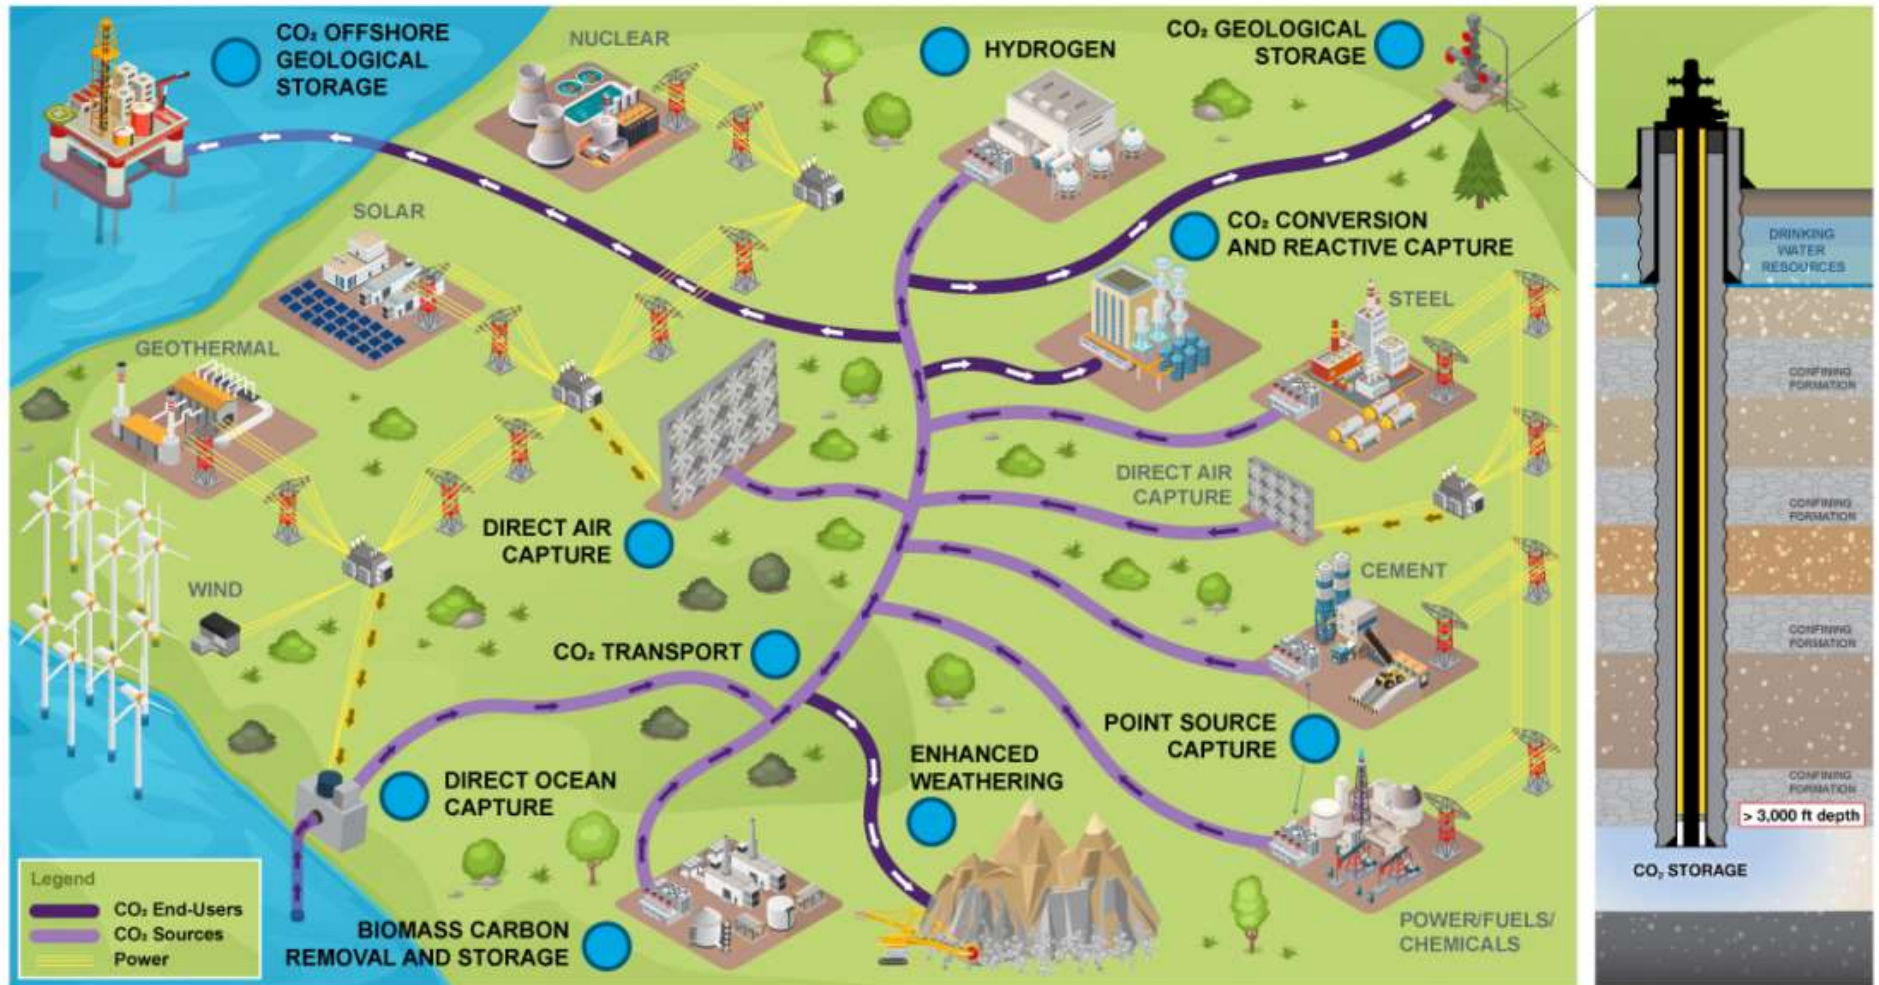 CO₂ OFFSHORE
GEOLOGICAL
STORAGE
NUCLEAR
HYDROGEN
CO₂ GEOLOGICAL
STORAGE
SOLAR
CO₂ CONVERSION
AND REACTIVE CAPTURE
DRINKING
WATER
RESOURCES
STEEL
GEOTHERMAL
CONFINING
FORMATION
DIRECT AIR
CAPTURE
DIRECT AIR
CAPTURE
CONFINING
FORMATION
WIND
CEMENT
CO₂ TRANSPORT
CONFINING
FORMATION
POINT SOURCE
CAPTURE
ENHANCED
WEATHERING
DIRECT OCEAN
CAPTURE
CONFINING
FORMATION
> 3,000 ft depth
CO₂ STORAGE
Legend
CO₂ End-Users
CO₂ Sources
Power
BIOMASS CARBON
REMOVAL AND STORAGE
POWER/FUELS/
CHEMICALS